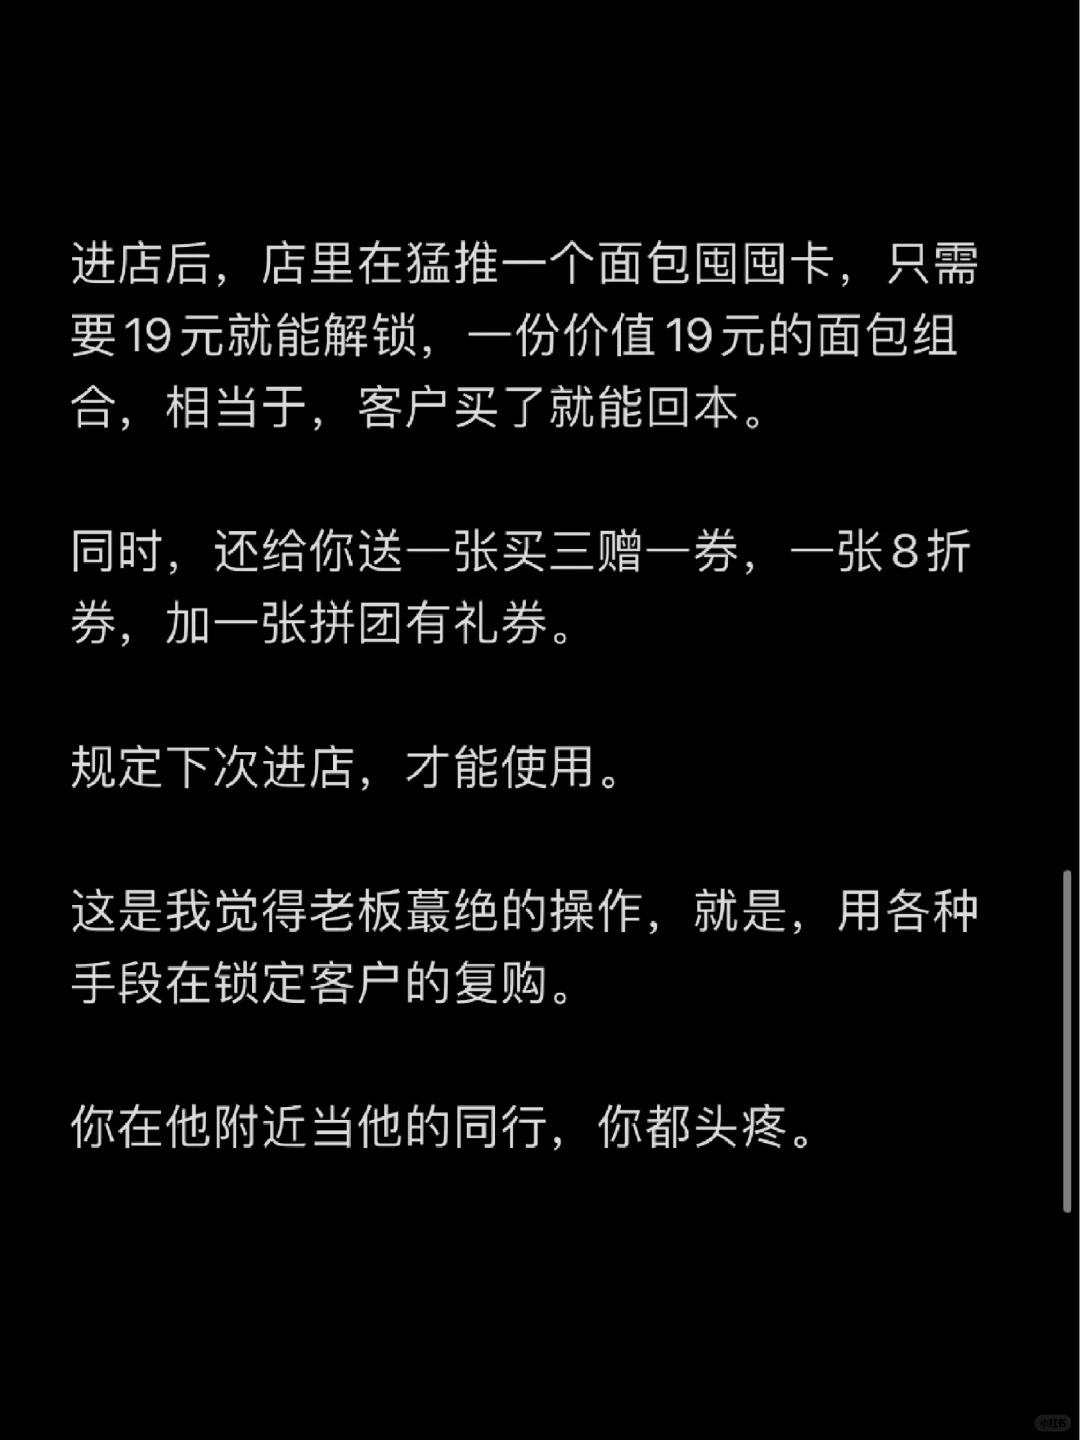 进店后，店里在猛推一个面包囤囤卡，只需
要19元就能解锁，一份价值19元的面包组
合，相当于，客户买了就能回本。
同时，还给你送一张买三赠一券，一张8折
券，加一张拼团有礼券。
规定下次进店，才能使用。
这是我觉得老板蕞绝的操作，就是，用各种
手段在锁定客户的复购。
你在他附近当他的同行，你都头疼。
小红书